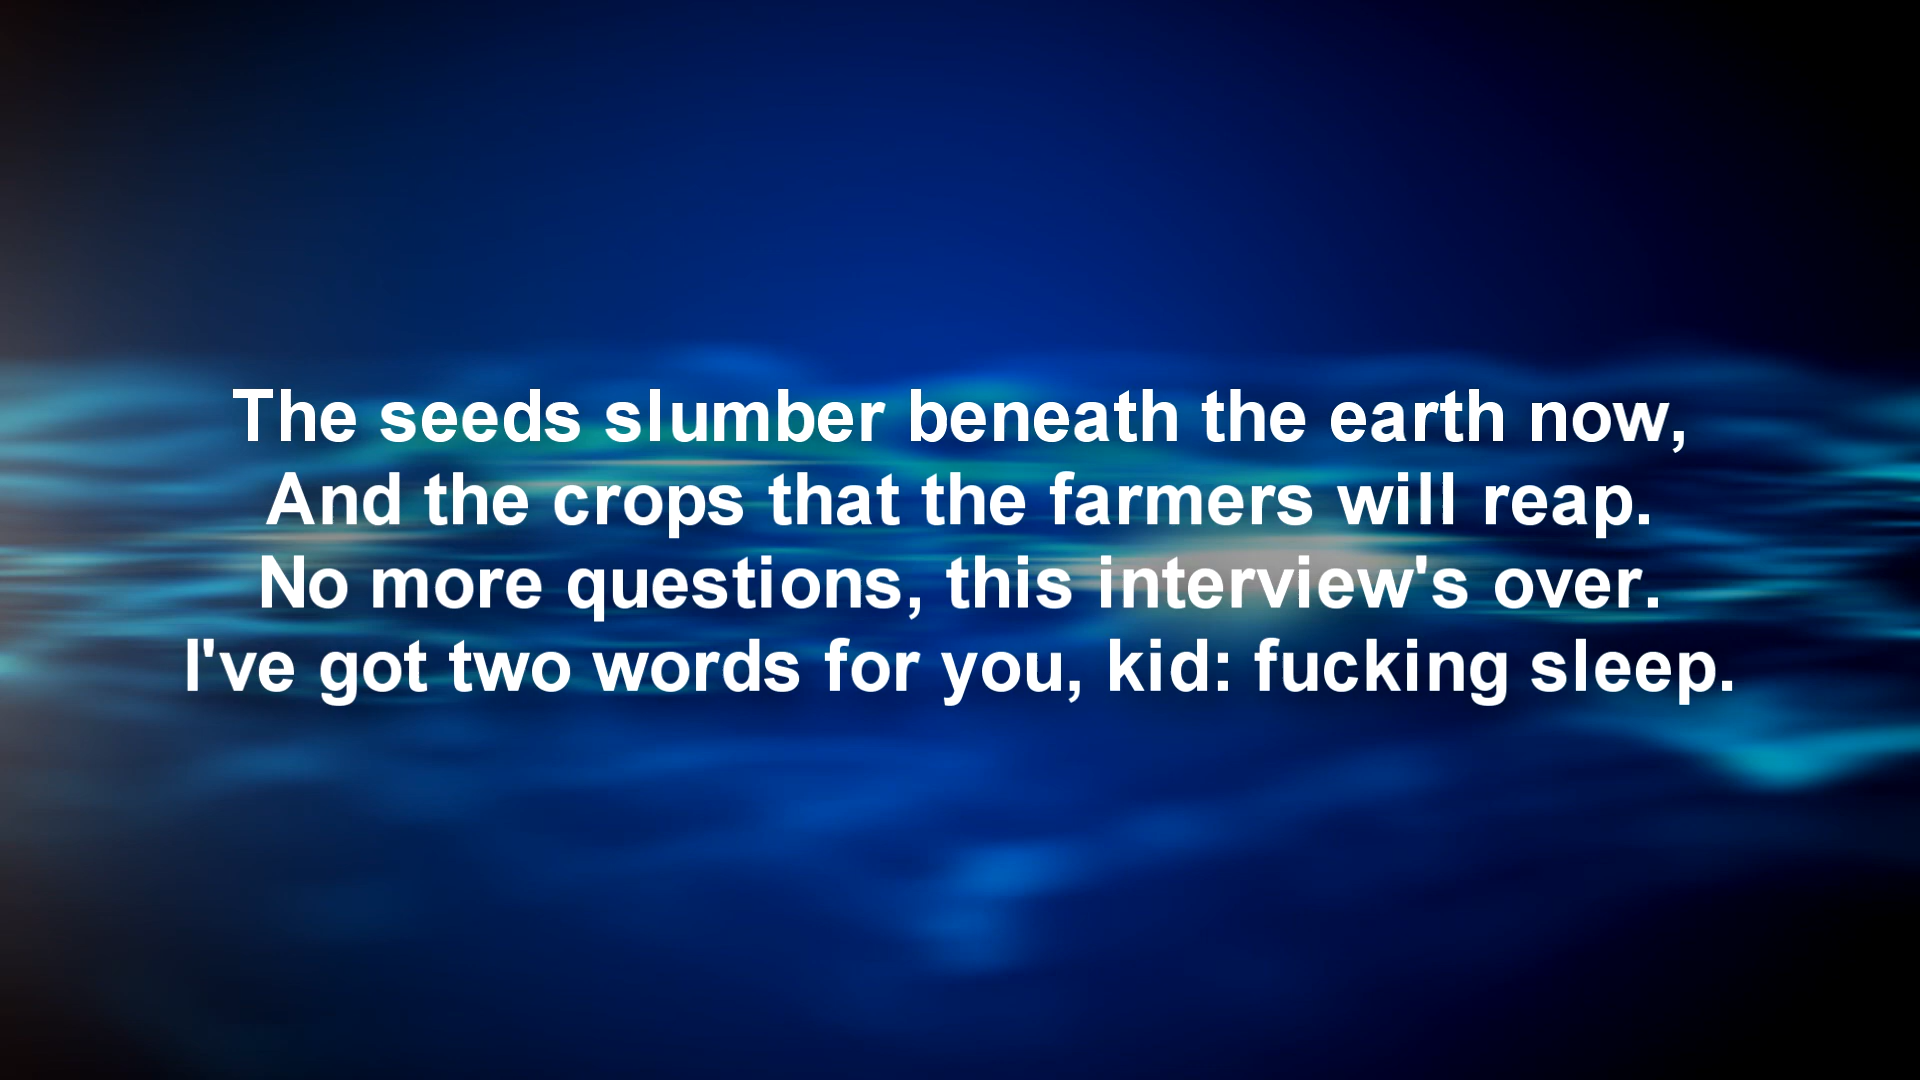 The seeds slumber beneath the earth now,
And the crops that the farmers will reap.
No more questions, this interview's over.
I've got two words for you, kid: fucking sleep.